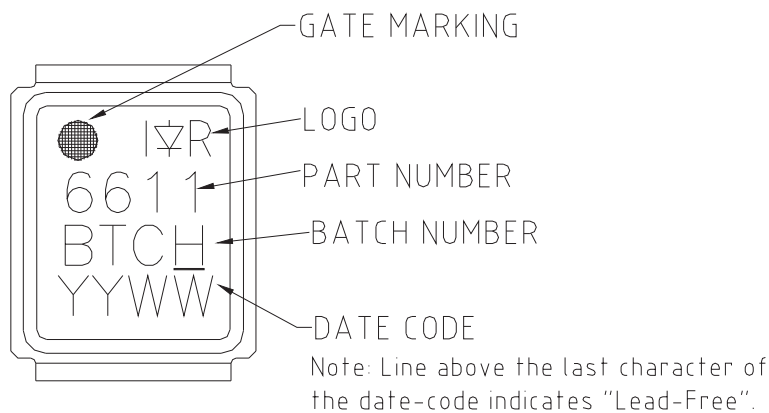 GATE MARKING
IR
LOGO
6611
PART NUMBER
BTCH
BATCH NUMBER
YYWW
DATE CODE
Note: Line above the last character of
the date-code indicates "Lead-Free".